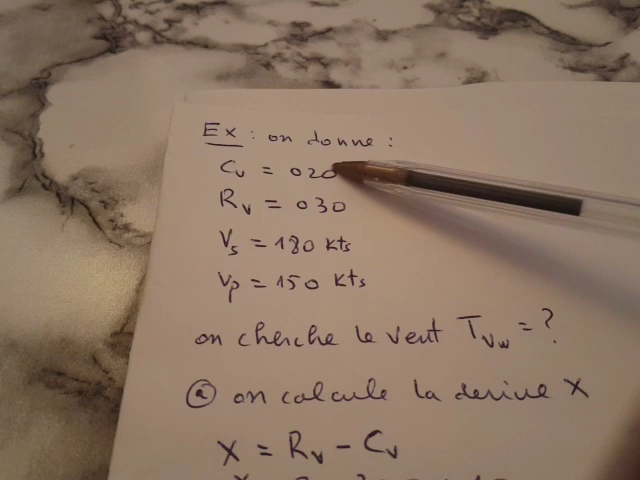 Ex : on donne :
Cv = 020
Rv = 030
Vs = 180 kts
Vp = 150 kts
on cherche le vent Tvw = ?
ⓐ on calcule la derive X
X = Rv - Cv